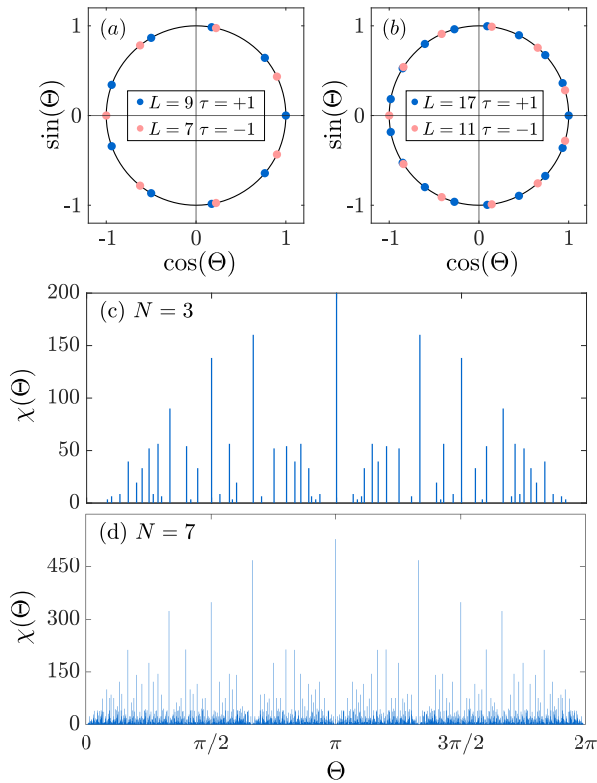 (a)
(b)
1
0
-1
sin(Θ)
L = 9 τ = +1
L = 7 τ = −1
-1
0
1
cos(Θ)
1
0
-1
sin(Θ)
L = 17 τ = +1
L = 11 τ = −1
-1
0
1
cos(Θ)
(c) N = 3
200
150
100
50
0
χ(Θ)
(d) N = 7
450
300
150
0
χ(Θ)
0
π/2
π
3π/2
2π
Θ